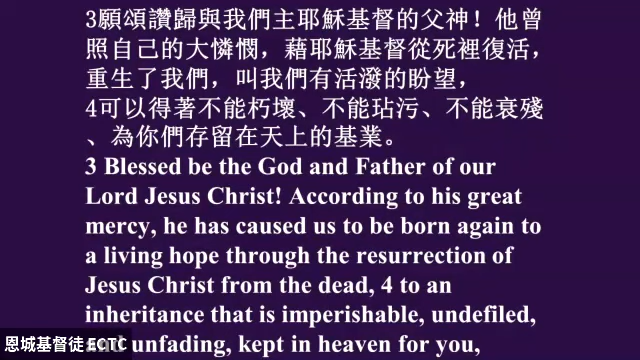 3願頌讚歸與我們主耶穌基督的父神！他曾
照自己的大憐憫，藉耶穌基督從死裡復活，
重生了我們，叫我們有活潑的盼望，
4可以得著不能朽壞、不能玷污、不能衰殘
、為你們存留在天上的基業。
3 Blessed be the God and Father of our
Lord Jesus Christ! According to his great
mercy, he has caused us to be born again to
a living hope through the resurrection of
Jesus Christ from the dead, 4 to an
inheritance that is imperishable, undefiled,
unfading, kept in heaven for you,
恩城基督徒 ECTC